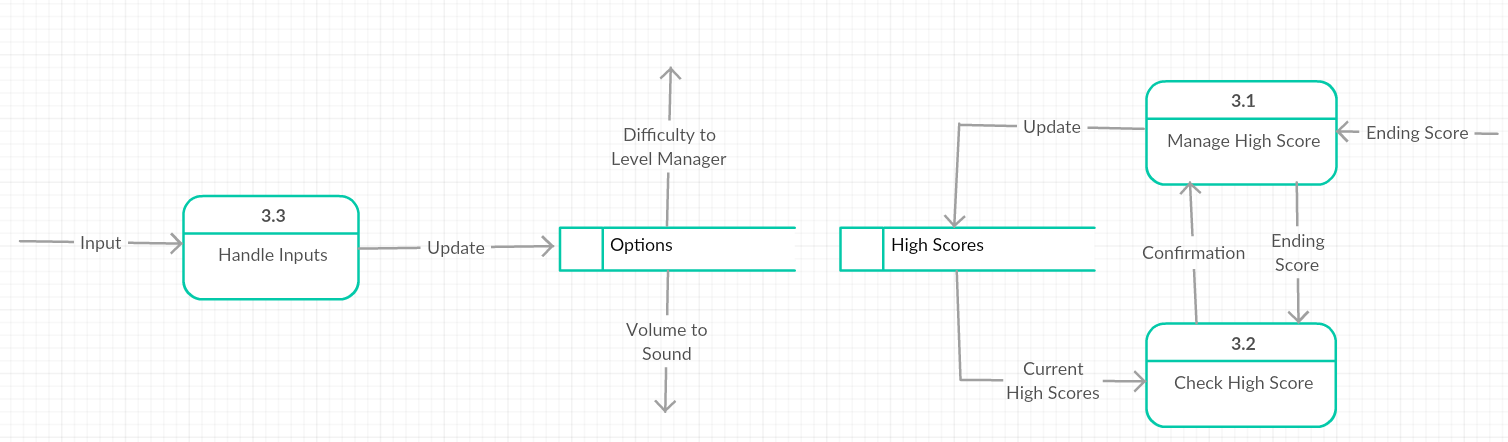 3.3
Handle Inputs
Input
Update
Options
Difficulty to
Level Manager
Volume to
Sound
High Scores
Update
3.1
Manage High Score
Ending Score
Confirmation
Ending
Score
3.2
Check High Score
Current
High Scores